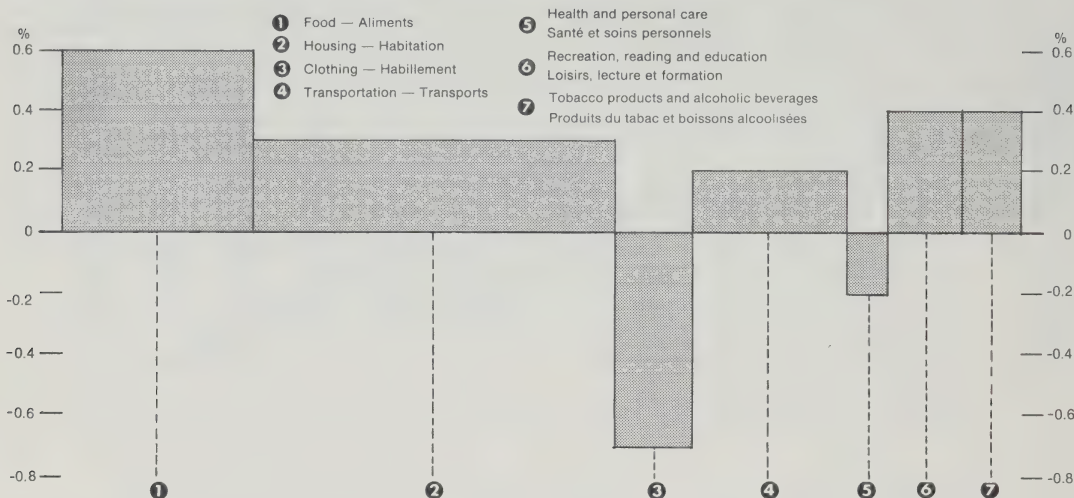 ❶ Food — Aliments
❷ Housing — Habitation
❸ Clothing — Habillement
❹ Transportation — Transports
❺ Health and personal care
Santé et soins personnels
❻ Recreation, reading and education
Loisirs, lecture et formation
❼ Tobacco products and alcoholic beverages
Produits du tabac et boissons alcoolisées
%
0.6
0.4
0.2
0
-0.2
-0.4
-0.6
-0.8
%
0.6
0.4
0.2
0
-0.2
-0.4
-0.6
-0.8
❶ ❷ ❸ ❹ ❺ ❻ ❼